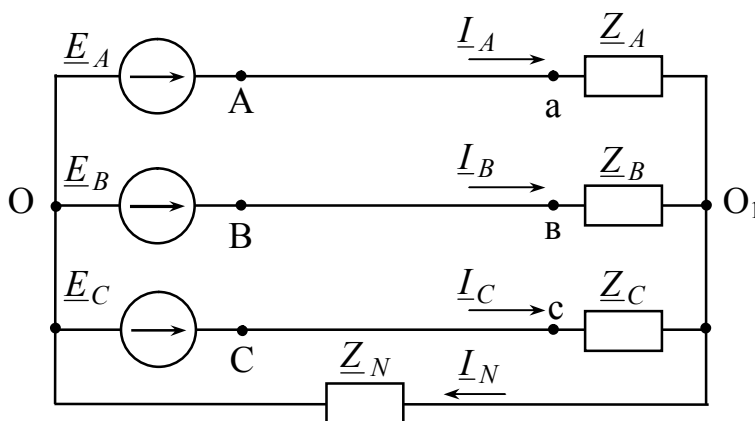 E_A I_A Z_A
A a
E_B I_B Z_B
O B в O₁
E_C I_C Z_C
C c
Z_N I_N